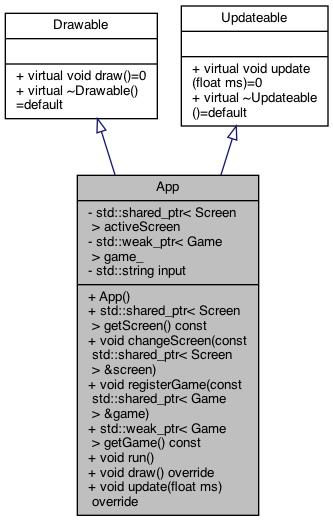 Drawable
+ virtual void draw()=0
+ virtual ~Drawable()
=default
Updateable
+ virtual void update
(float ms)=0
+ virtual ~Updateable
()=default
App
- std::shared_ptr< Screen
> activeScreen
- std::weak_ptr< Game
> game_
- std::string input
+ App()
+ std::shared_ptr< Screen
> getScreen() const
+ void changeScreen(const
std::shared_ptr< Screen
> &screen)
+ void registerGame(const
std::shared_ptr< Game
> &game)
+ std::weak_ptr< Game
> getGame() const
+ void run()
+ void draw() override
+ void update(float ms)
override